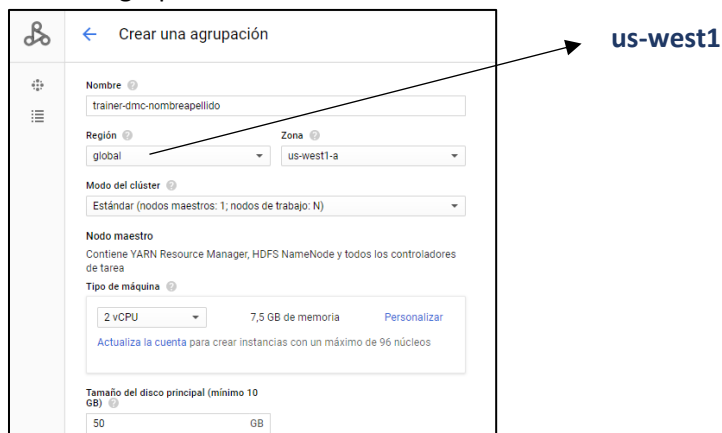 Crear una agrupación
us-west1
Nombre
trainer-dmc-nombreapellido
Región Zona
global us-west1-a
Modo del clúster
Estándar (nodos maestros: 1; nodos de trabajo: N)
Nodo maestro
Contiene YARN Resource Manager, HDFS NameNode y todos los controladores
de tarea
Tipo de máquina
2 vCPU 7,5 GB de memoria Personalizar
Actualiza la cuenta para crear instancias con un máximo de 96 núcleos
Tamaño del disco principal (mínimo 10
GB)
50 GB